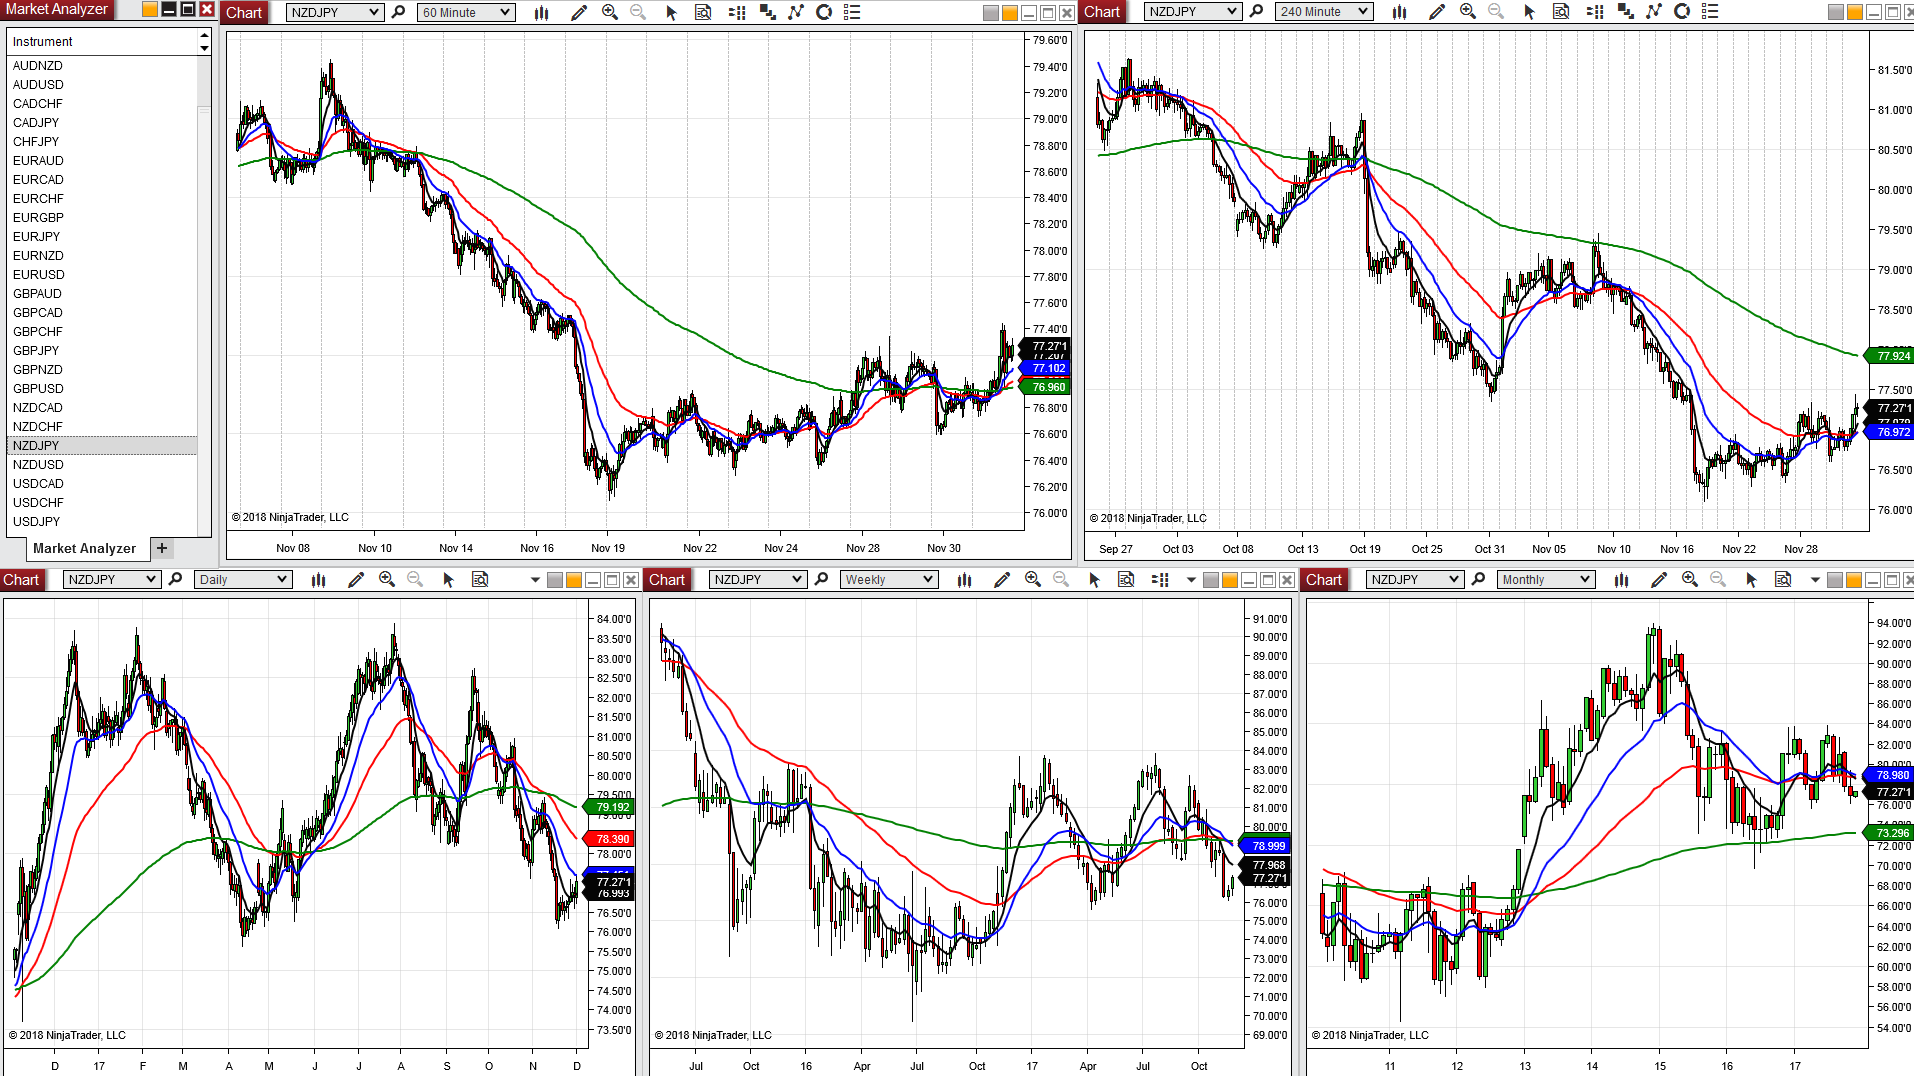 Market Analyzer
Instrument
AUDNZD
AUDUSD
CADCHF
CADJPY
CHFJPY
EURAUD
EURCAD
EURCHF
EURGBP
EURJPY
EURNZD
EURUSD
GBPAUD
GBPCAD
GBPCHF
GBPJPY
GBPNZD
GBPUSD
NZDCAD
NZDCHF
NZDJPY
NZDUSD
USDCAD
USDCHF
USDJPY
Market Analyzer +
Chart NZDJPY 60 Minute
79.60'0
79.40'0
79.20'0
79.00'0
78.80'0
78.60'0
78.40'0
78.20'0
78.00'0
77.80'0
77.60'0
77.40'0
77.27'1
77.102
76.960
76.80'0
76.60'0
76.40'0
76.20'0
76.00'0
© 2018 NinjaTrader, LLC
Nov 08 Nov 10 Nov 14 Nov 16 Nov 19 Nov 22 Nov 24 Nov 28 Nov 30
Chart NZDJPY 240 Minute
81.50'0
81.00'0
80.50'0
80.00'0
79.50'0
79.00'0
78.50'0
77.924
77.50'0
77.27'1
76.972
76.50'0
76.00'0
© 2018 NinjaTrader, LLC
Sep 27 Oct 03 Oct 08 Oct 13 Oct 19 Oct 25 Oct 31 Nov 05 Nov 10 Nov 16 Nov 22 Nov 28
Chart NZDJPY Daily
84.00'0
83.50'0
83.00'0
82.50'0
82.00'0
81.50'0
81.00'0
80.50'0
80.00'0
79.50'0
79.192
79.00'0
78.390
78.00'0
77.27'1
76.993
76.50'0
76.00'0
75.50'0
75.00'0
74.50'0
74.00'0
73.50'0
© 2018 NinjaTrader, LLC
D 17 F M A M J J A S O N D
Chart NZDJPY Weekly
91.00'0
90.00'0
89.00'0
88.00'0
87.00'0
86.00'0
85.00'0
84.00'0
83.00'0
82.00'0
81.00'0
80.00'0
78.999
77.968
77.27'1
76.00'0
75.00'0
74.00'0
73.00'0
72.00'0
71.00'0
70.00'0
69.00'0
© 2018 NinjaTrader, LLC
Jul Oct 16 Apr Jul Oct 17 Apr Jul Oct
Chart NZDJPY Monthly
94.00'0
92.00'0
90.00'0
88.00'0
86.00'0
84.00'0
82.00'0
80.00'0
78.980
77.27'1
76.00'0
74.00'0
73.296
72.00'0
70.00'0
68.00'0
66.00'0
64.00'0
62.00'0
60.00'0
58.00'0
56.00'0
54.00'0
© 2018 NinjaTrader, LLC
11 12 13 14 15 16 17